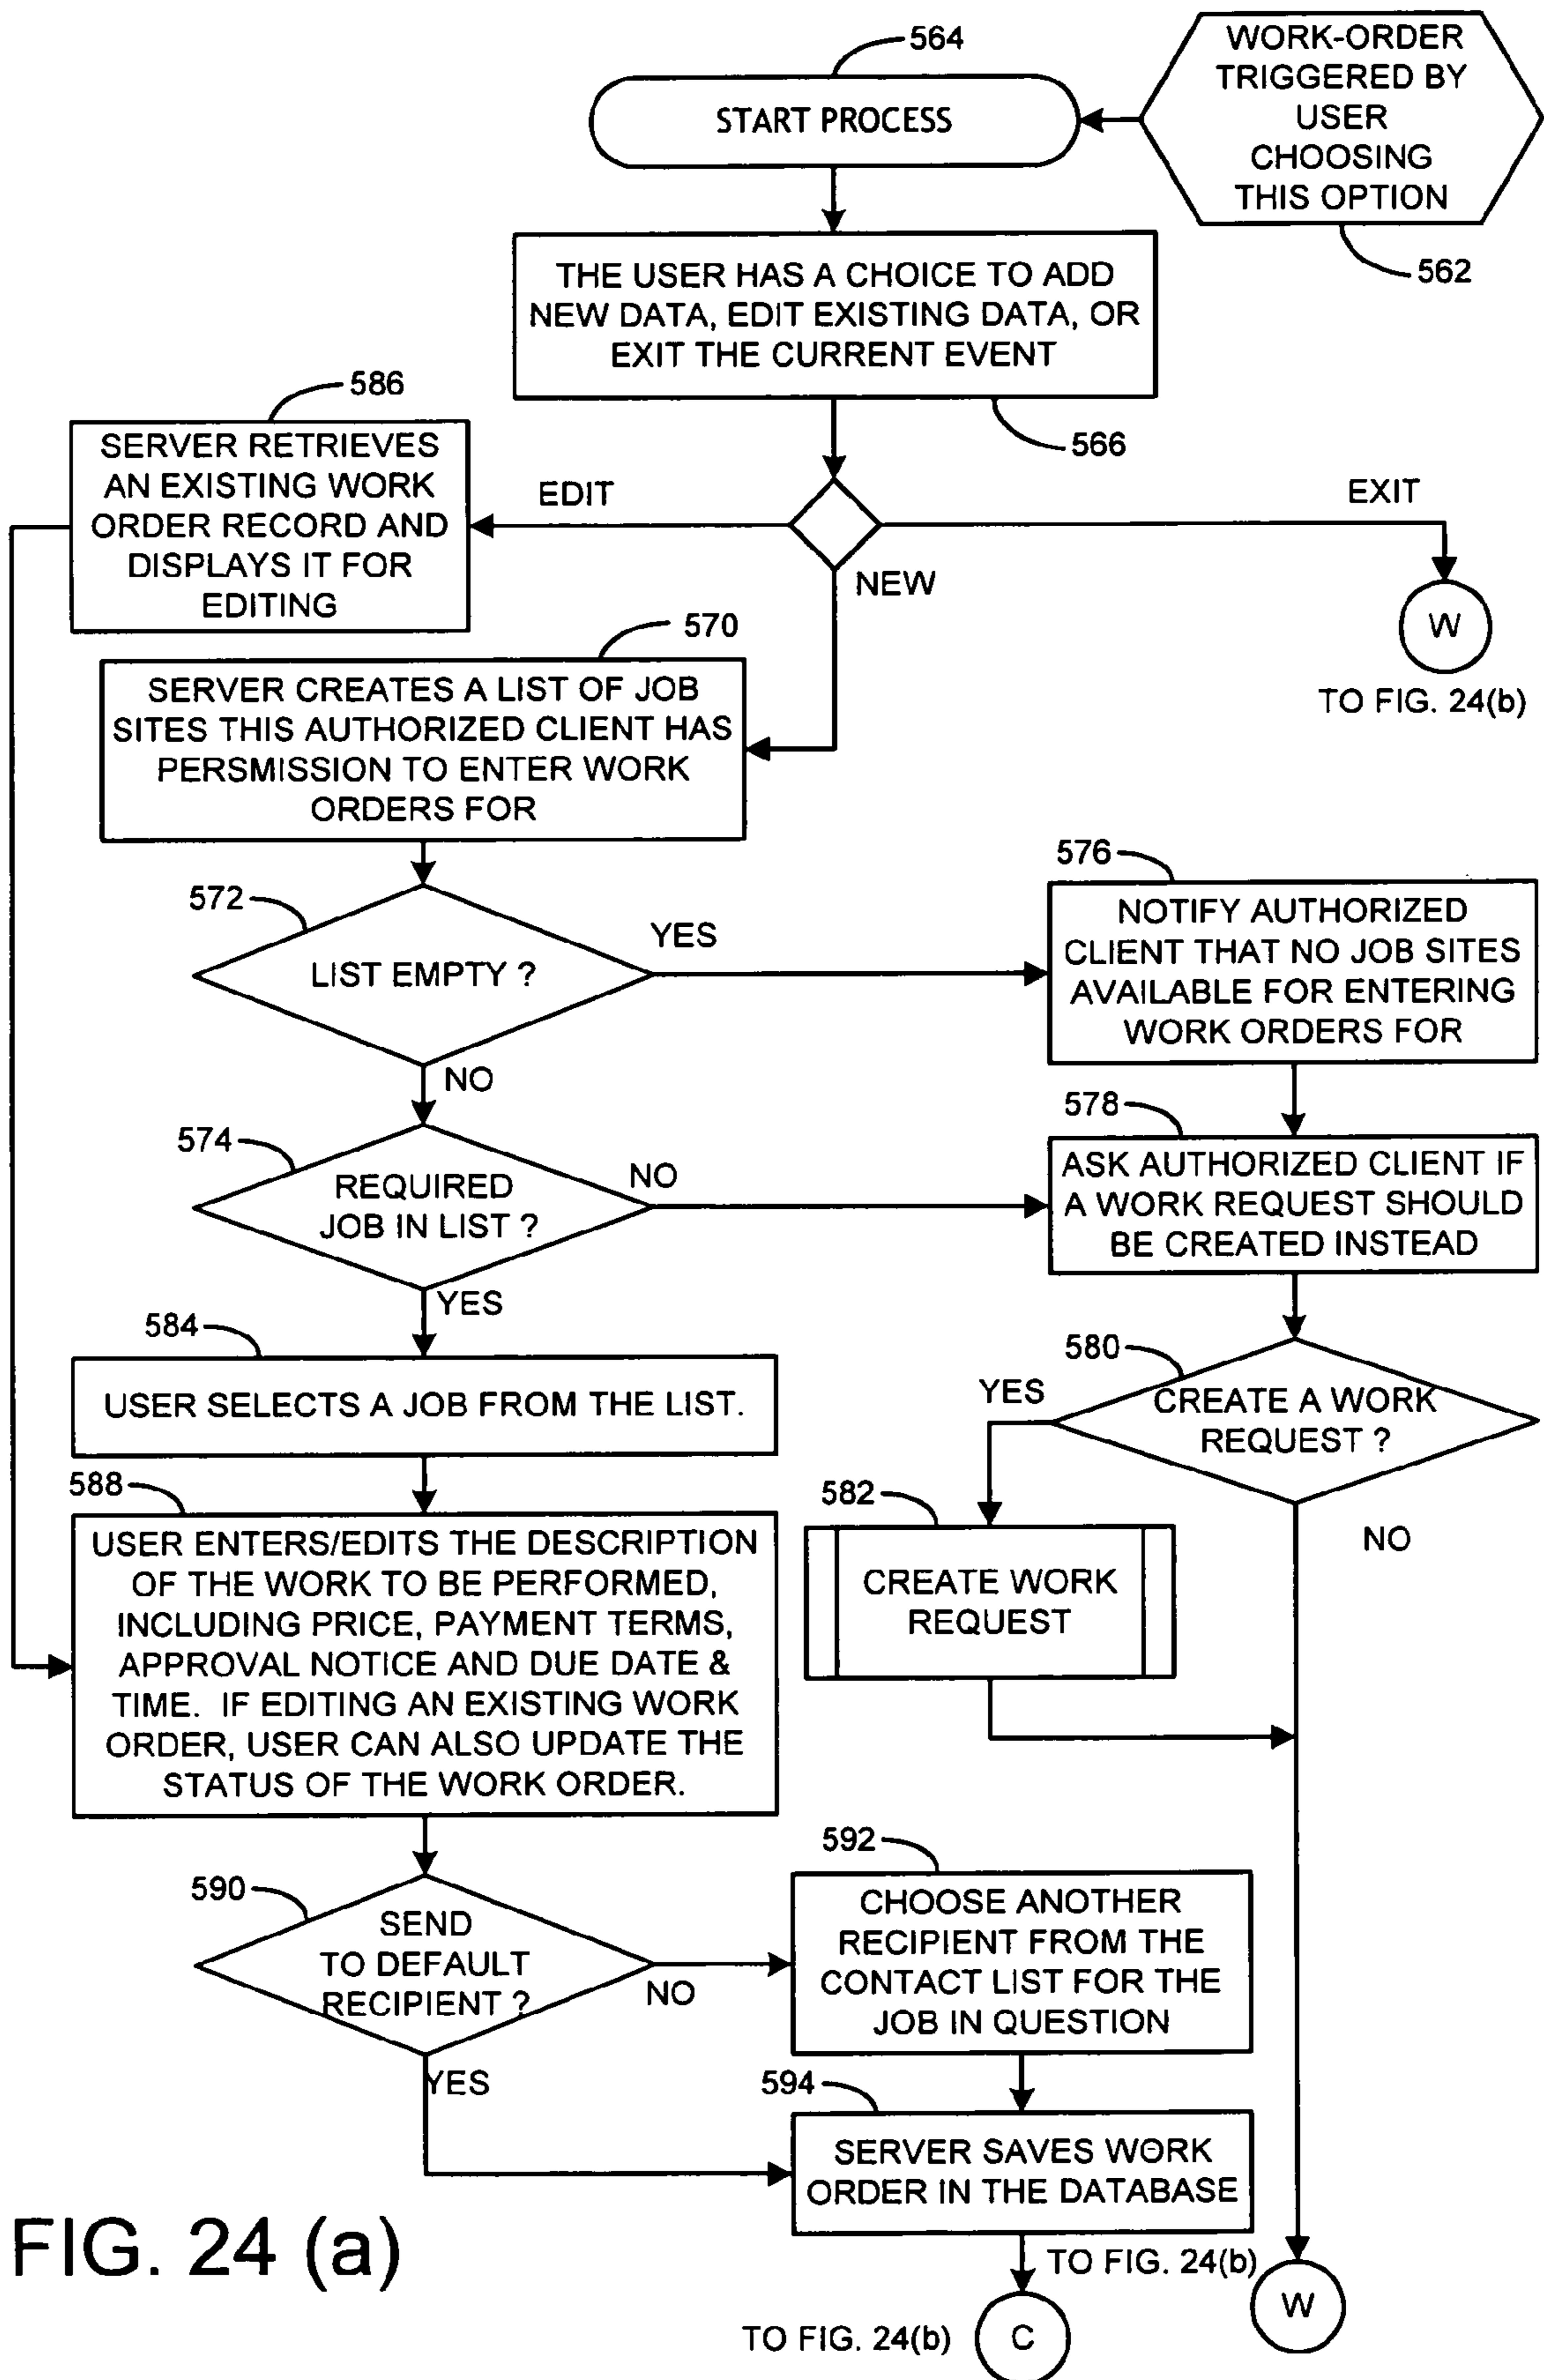 564
START PROCESS
WORK-ORDER
TRIGGERED BY
USER
CHOOSING
THIS OPTION
562
THE USER HAS A CHOICE TO ADD
NEW DATA, EDIT EXISTING DATA, OR
EXIT THE CURRENT EVENT
566
586
SERVER RETRIEVES
AN EXISTING WORK
ORDER RECORD AND
DISPLAYS IT FOR
EDITING
EDIT
EXIT
NEW
W
TO FIG. 24(b)
570
SERVER CREATES A LIST OF JOB
SITES THIS AUTHORIZED CLIENT HAS
PERSMISSION TO ENTER WORK
ORDERS FOR
572
LIST EMPTY ?
YES
NO
576
NOTIFY AUTHORIZED
CLIENT THAT NO JOB SITES
AVAILABLE FOR ENTERING
WORK ORDERS FOR
574
REQUIRED
JOB IN LIST ?
NO
YES
578
ASK AUTHORIZED CLIENT IF
A WORK REQUEST SHOULD
BE CREATED INSTEAD
584
USER SELECTS A JOB FROM THE LIST.
580
CREATE A WORK
REQUEST ?
YES
NO
582
CREATE WORK
REQUEST
588
USER ENTERS/EDITS THE DESCRIPTION
OF THE WORK TO BE PERFORMED,
INCLUDING PRICE, PAYMENT TERMS,
APPROVAL NOTICE AND DUE DATE &
TIME. IF EDITING AN EXISTING WORK
ORDER, USER CAN ALSO UPDATE THE
STATUS OF THE WORK ORDER.
590
SEND
TO DEFAULT
RECIPIENT ?
NO
YES
592
CHOOSE ANOTHER
RECIPIENT FROM THE
CONTACT LIST FOR THE
JOB IN QUESTION
594
SERVER SAVES WORK
ORDER IN THE DATABASE
TO FIG. 24(b)
W
TO FIG. 24(b)
C
FIG. 24 (a)